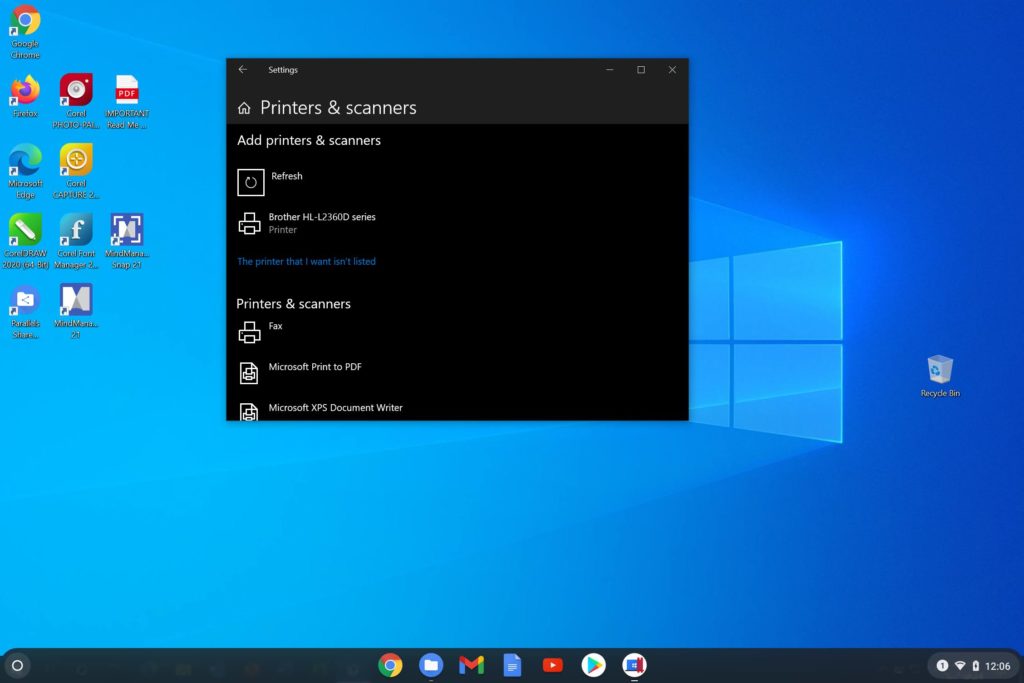 Google
Chrome
Firefox
Corel
PHOTO-PAI...
IMPORTANT
Read Me ...
PDF
Microsoft
Edge
Corel
CAPTURE 2...
CorelDRAW
2020 (64-Bit)
Corel Font
Manager 2...
MindMana...
Snap 21
Parallels
Share...
MindMana...
21
Settings
Printers & scanners
Add printers & scanners
Refresh
Brother HL-L2360D series
Printer
The printer that I want isn't listed
Printers & scanners
Fax
Microsoft Print to PDF
Microsoft XPS Document Writer
Recycle Bin
1
12:06